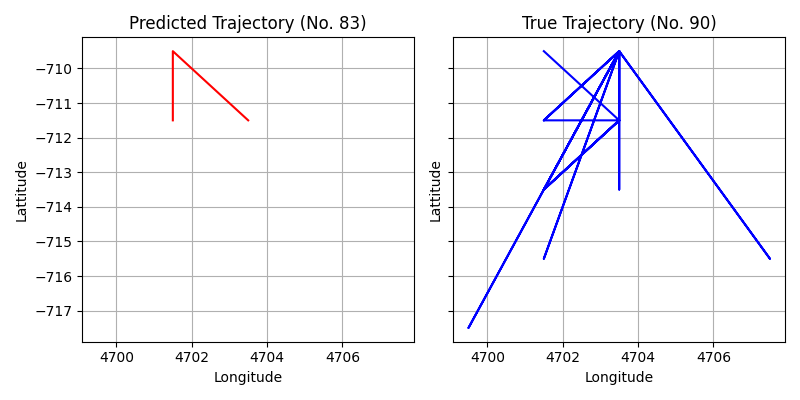 Predicted Trajectory (No. 83)
True Trajectory (No. 90)
−710
−711
−712
−713
−714
−715
−716
−717
Lattitude
Lattitude
4700
4702
4704
4706
4700
4702
4704
4706
Longitude
Longitude